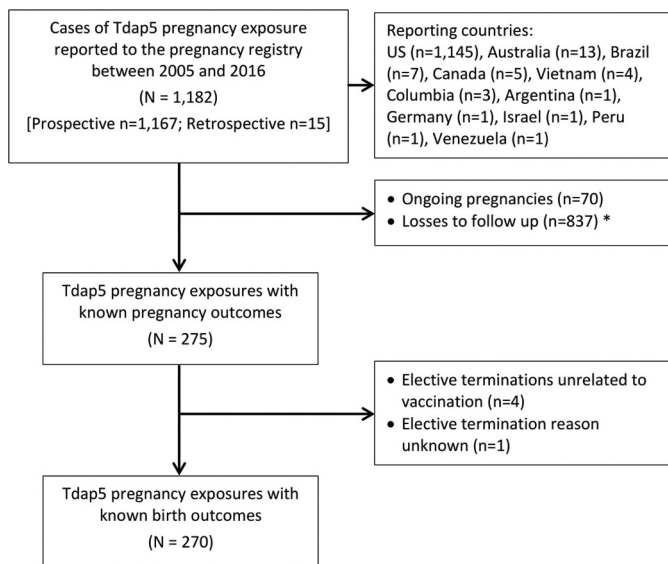 Cases of Tdap5 pregnancy exposure
reported to the pregnancy registry
between 2005 and 2016
(N = 1,182)
[Prospective n=1,167; Retrospective n=15]
Reporting countries:
US (n=1,145), Australia (n=13), Brazil
(n=7), Canada (n=5), Vietnam (n=4),
Columbia (n=3), Argentina (n=1),
Germany (n=1), Israel (n=1), Peru
(n=1), Venezuela (n=1)
• Ongoing pregnancies (n=70)
• Losses to follow up (n=837) *
Tdap5 pregnancy exposures with
known pregnancy outcomes
(N = 275)
• Elective terminations unrelated to
vaccination (n=4)
• Elective termination reason
unknown (n=1)
Tdap5 pregnancy exposures with
known birth outcomes
(N = 270)